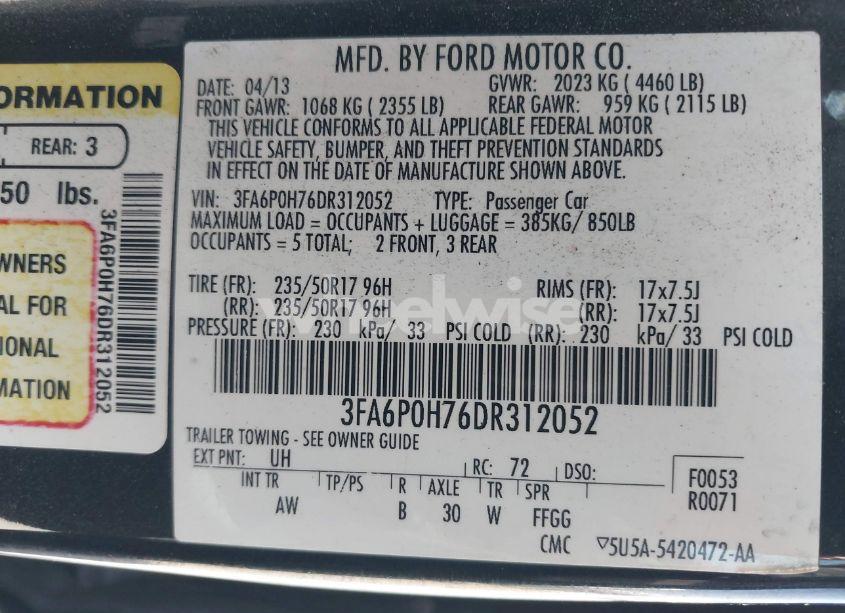 ORMATION
REAR: 3
50 lbs.
WNERS
AL FOR
IONAL
RMATION
3FA6P0H76DR312052
MFD. BY FORD MOTOR CO.
DATE: 04/13 GVWR: 2023 KG ( 4460 LB)
FRONT GAWR: 1068 KG ( 2355 LB) REAR GAWR: 959 KG ( 2115 LB)
THIS VEHICLE CONFORMS TO ALL APPLICABLE FEDERAL MOTOR
VEHICLE SAFETY, BUMPER, AND THEFT PREVENTION STANDARDS
IN EFFECT ON THE DATE OF MANUFACTURE SHOWN ABOVE.
VIN: 3FA6P0H76DR312052 TYPE: Passenger Car
MAXIMUM LOAD = OCCUPANTS + LUGGAGE = 385KG/ 850LB
OCCUPANTS = 5 TOTAL; 2 FRONT, 3 REAR
TIRE (FR): 235/50R17 96H RIMS (FR): 17x7.5J
(RR): 235/50R17 96H (RR): 17x7.5J
PRESSURE (FR): 230 kPa/ 33 PSI COLD (RR): 230 kPa/ 33 PSI COLD
3FA6P0H76DR312052
TRAILER TOWING - SEE OWNER GUIDE
EXT PNT: UH RC: 72 DSO:
INT TR TP/PS R AXLE TR SPR
AW B 30 W FFGG
F0053
R0071
CMC ▽5U5A-5420472-AA